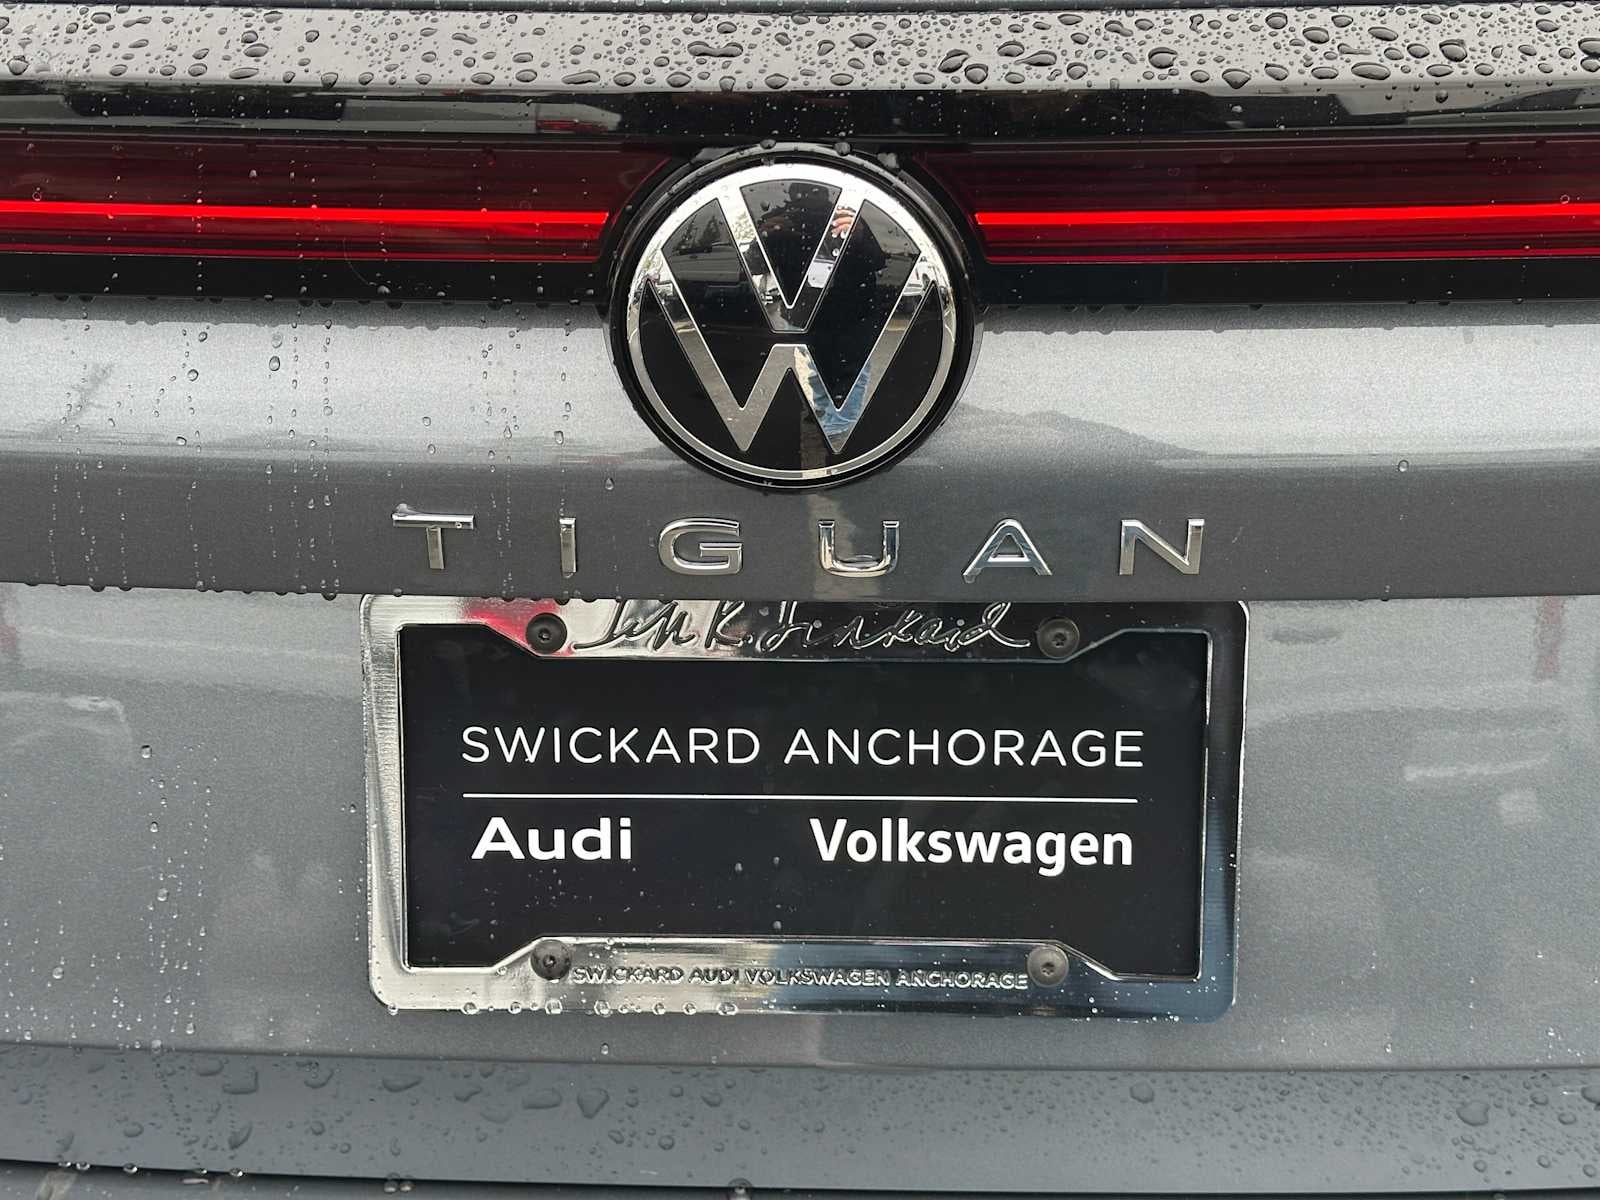 TIGUAN
SWICKARD ANCHORAGE
Audi Volkswagen
SWICKARD AUDI VOLKSWAGEN ANCHORAGE